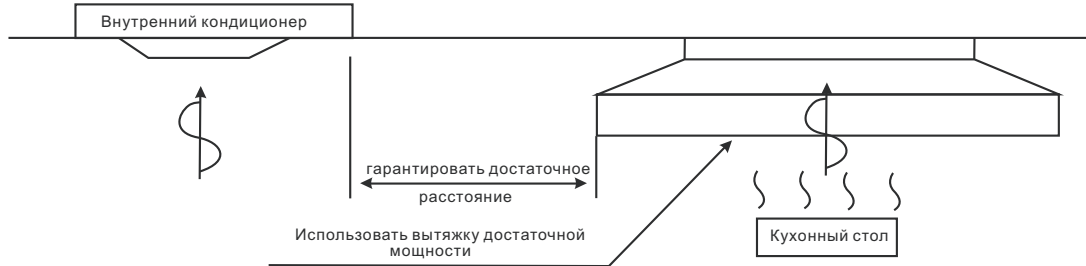 Внутренний кондиционер
гарантировать достаточное
расстояние
Использовать вытяжку достаточной
мощности
Кухонный стол